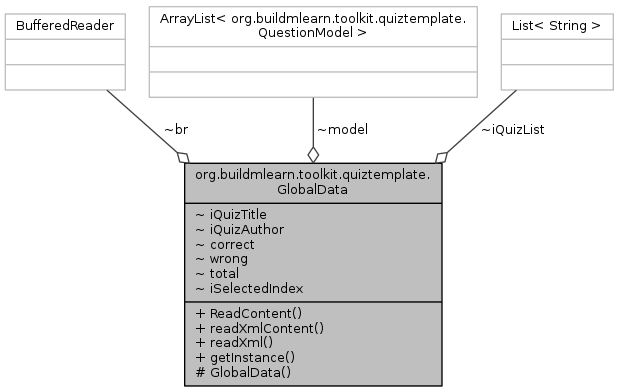 BufferedReader
ArrayList< org.buildmlearn.toolkit.quiztemplate.
QuestionModel >
List< String >
~br
~model
~iQuizList
org.buildmlearn.toolkit.quiztemplate.
GlobalData
~ iQuizTitle
~ iQuizAuthor
~ correct
~ wrong
~ total
~ iSelectedIndex
+ ReadContent()
+ readXmlContent()
+ readXml()
+ getInstance()
# GlobalData()